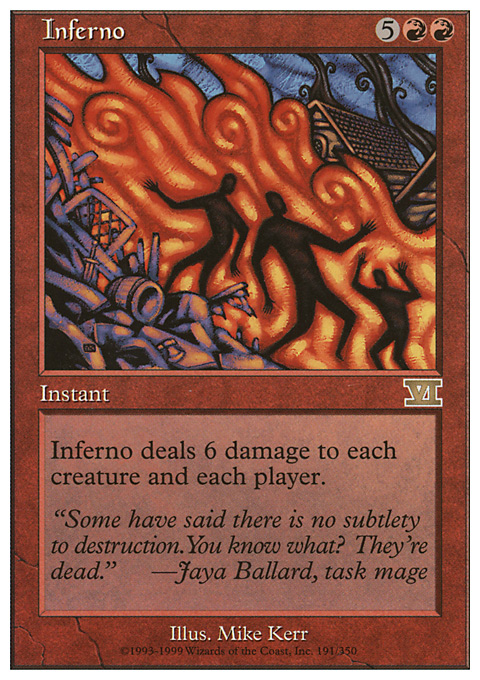 Inferno
5
Instant
VI
Inferno deals 6 damage to each
creature and each player.
“Some have said there is no subtlety
to destruction. You know what? They’re
dead.” —Jaya Ballard, task mage
Illus. Mike Kerr
©1993-1999 Wizards of the Coast, Inc. 191/350